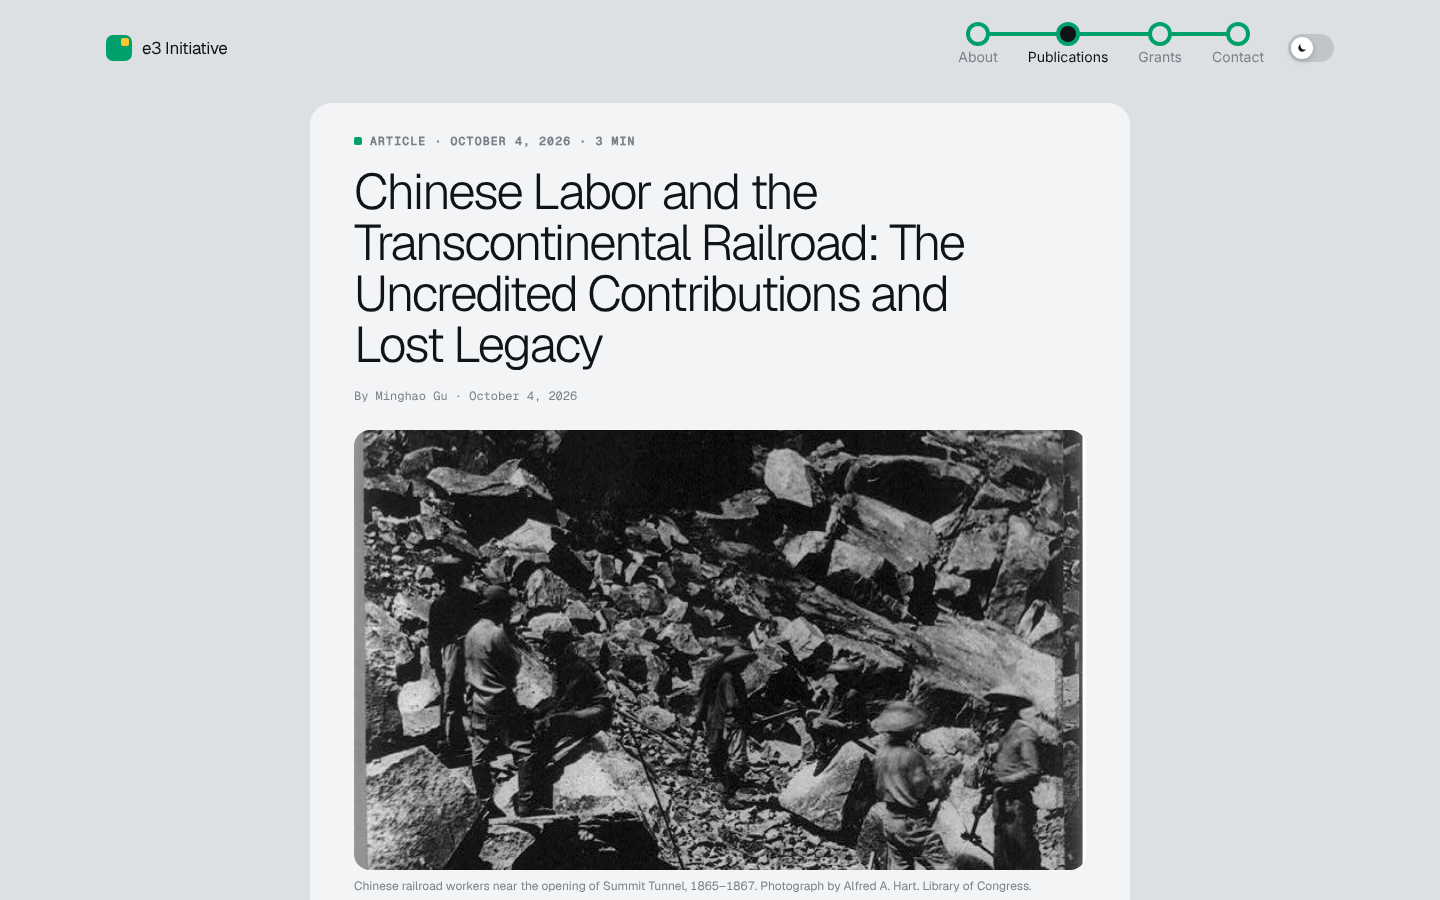 e3 Initiative
About
Publications
Grants
Contact
ARTICLE · OCTOBER 4, 2026 · 3 MIN
Chinese Labor and the
Transcontinental Railroad: The
Uncredited Contributions and
Lost Legacy
By Minghao Gu · October 4, 2026
Chinese railroad workers near the opening of Summit Tunnel, 1865–1867. Photograph by Alfred A. Hart. Library of Congress.